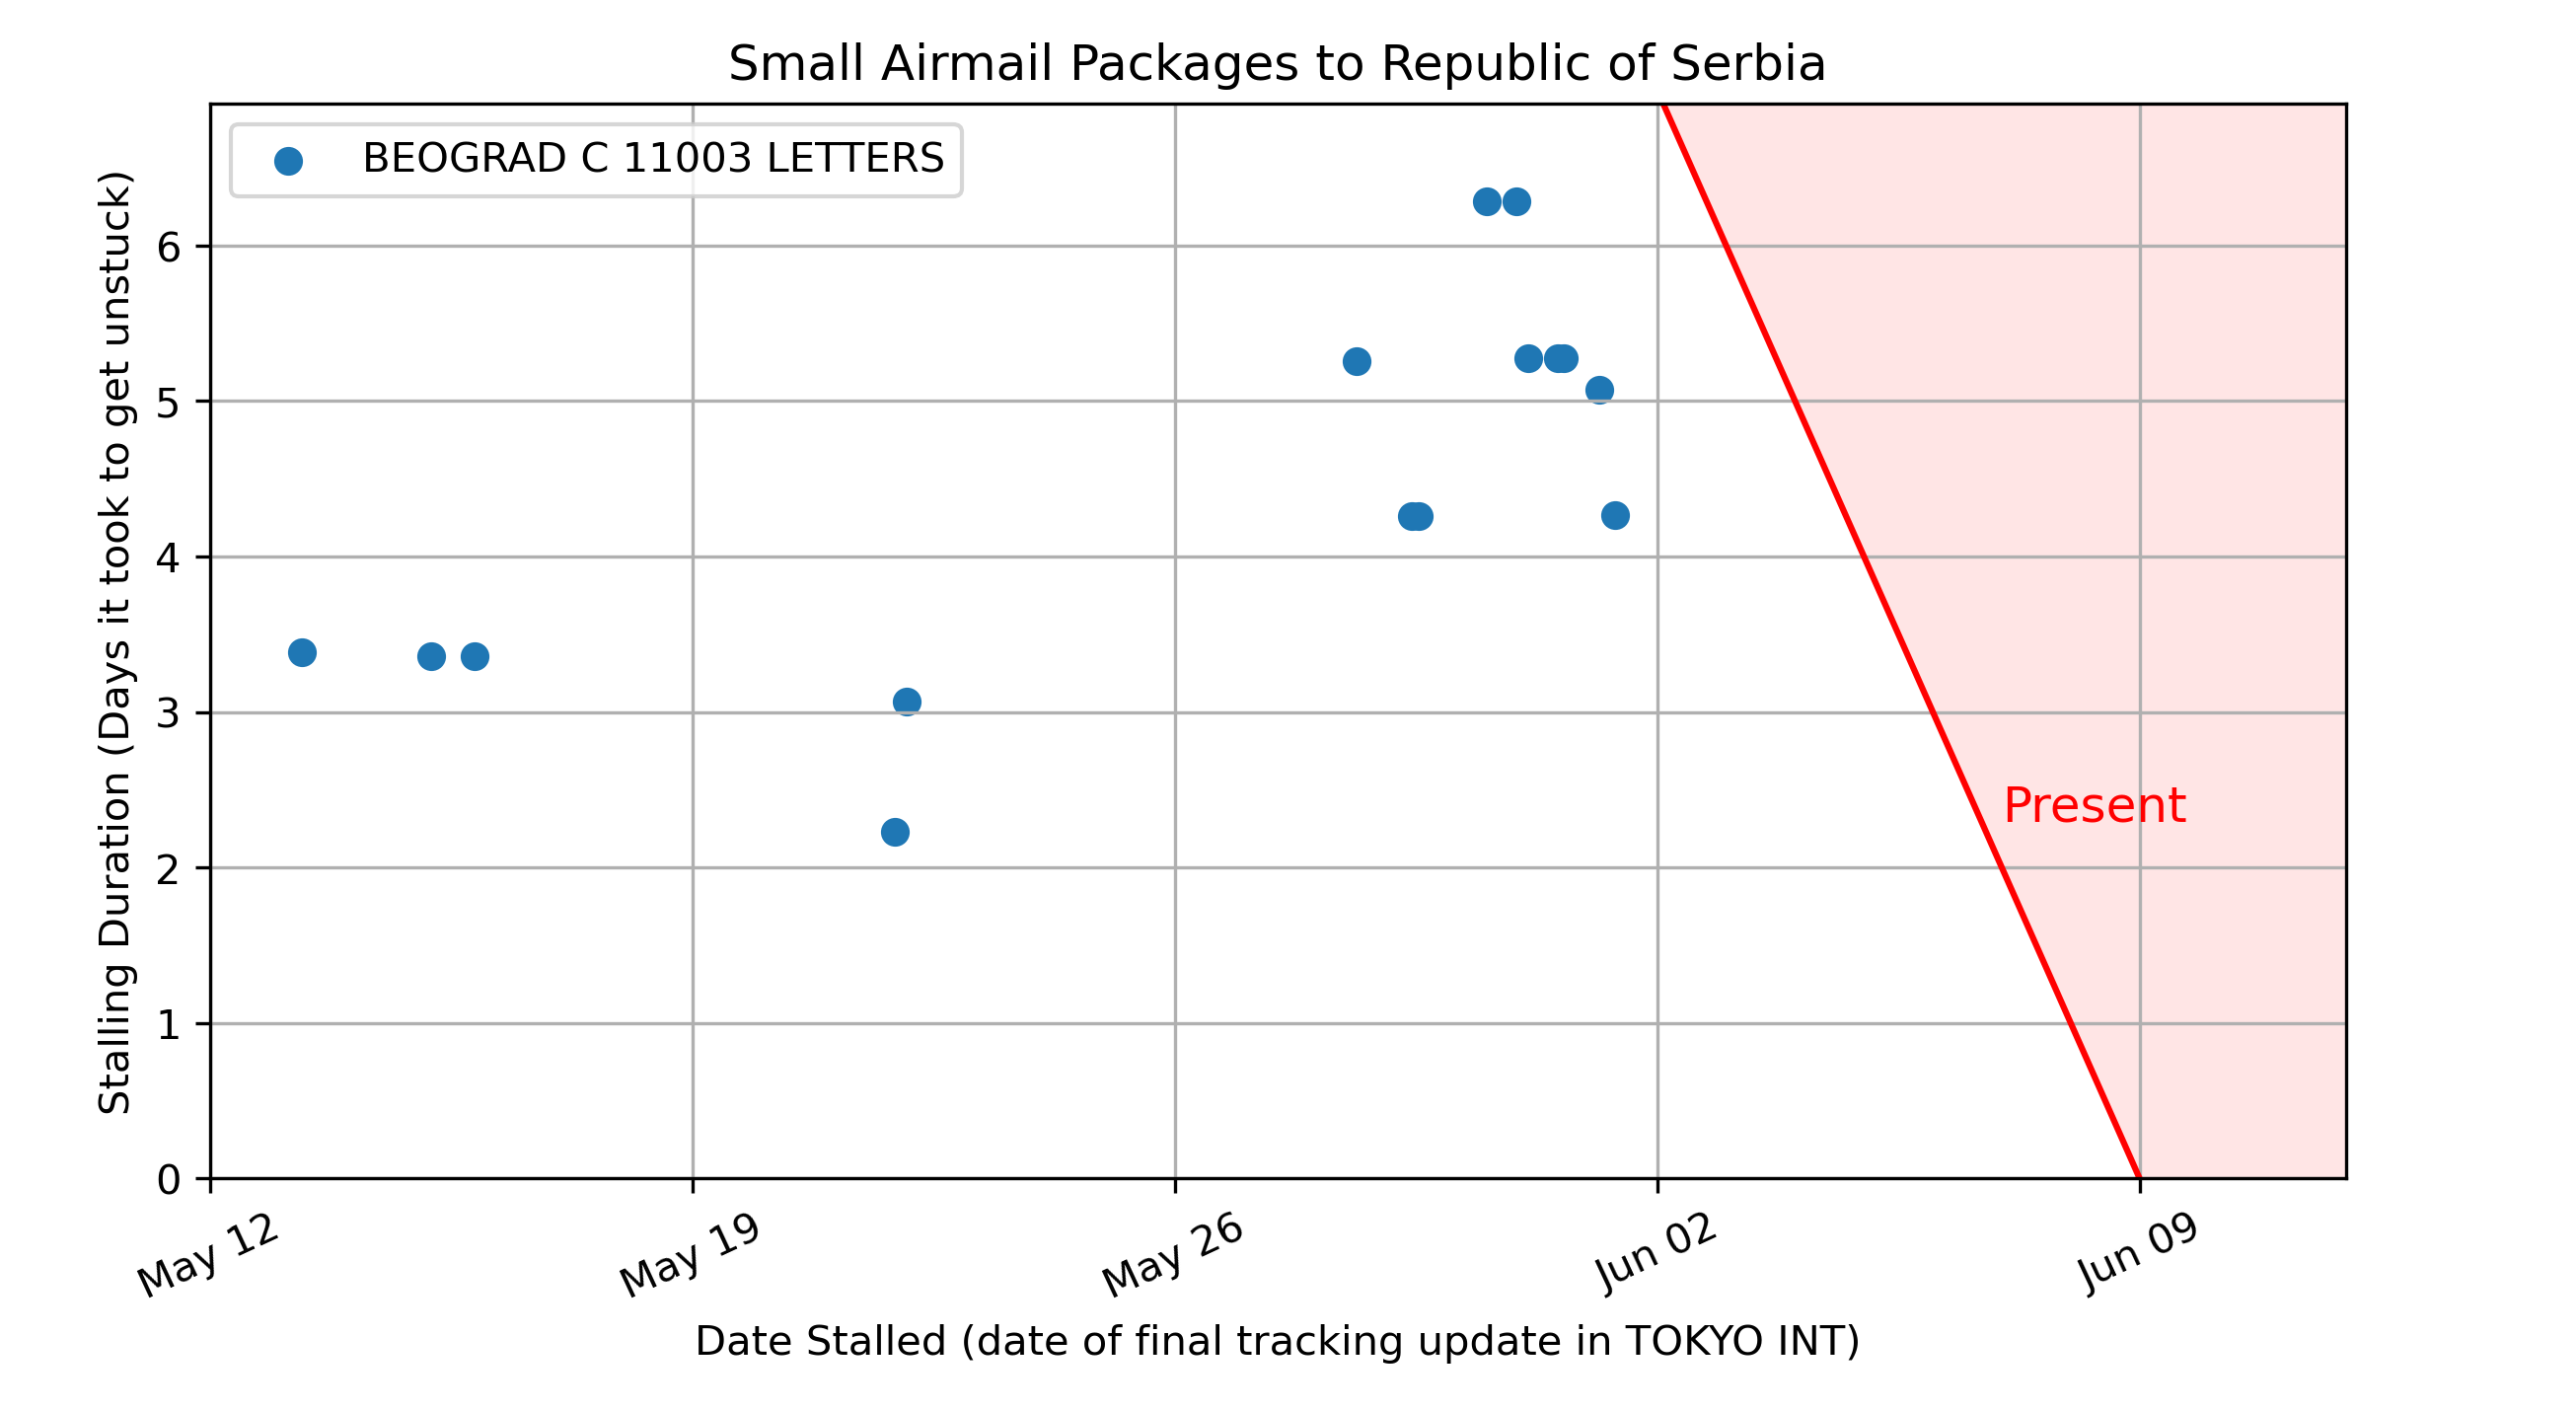 Small Airmail Packages to Republic of Serbia
BEOGRAD C 11003 LETTERS
Stalling Duration (Days it took to get unstuck)
6
5
4
3
2
1
0
Present
May 12
May 19
May 26
Jun 02
Jun 09
Date Stalled (date of final tracking update in TOKYO INT)